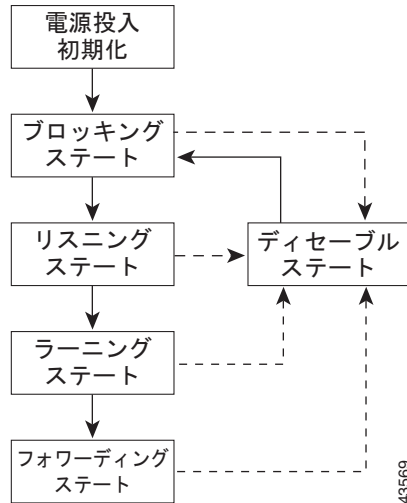 電源投入
初期化
ブロッキング
ステート
リスニング
ステート
ディセーブル
ステート
ラーニング
ステート
フォワーディング
ステート
43569